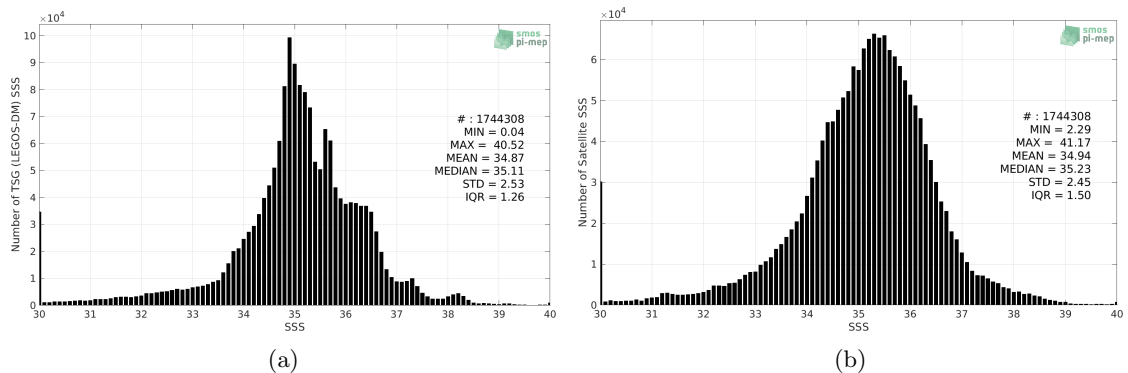 ×10⁴
10
9
8
7
6
5
4
3
2
1
0
Number of TSG (LEGOS-DM) SSS
smos
pi-mep
# : 1744308
MIN = 0.04
MAX = 40.52
MEAN = 34.87
MEDIAN = 35.11
STD = 2.53
IQR = 1.26
30 31 32 33 34 35 36 37 38 39 40
SSS
(a)
×10⁴
6
5
4
3
2
1
0
Number of Satellite SSS
smos
pi-mep
# : 1744308
MIN = 2.29
MAX = 41.17
MEAN = 34.94
MEDIAN = 35.23
STD = 2.45
IQR = 1.50
30 31 32 33 34 35 36 37 38 39 40
SSS
(b)